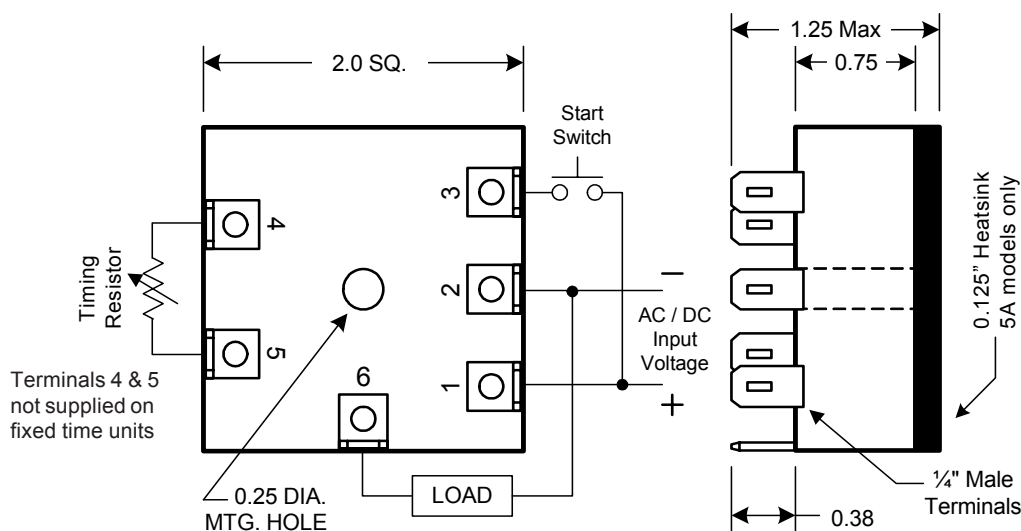 2.0 SQ.
1.25 Max
0.75
Start
Switch
3
4
2
1
5
6
Timing
Resistor
–
AC / DC
Input
Voltage
+
Terminals 4 & 5
not supplied on
fixed time units
0.25 DIA.
MTG. HOLE
LOAD
0.125" Heatsink
5A models only
¼" Male
Terminals
0.38